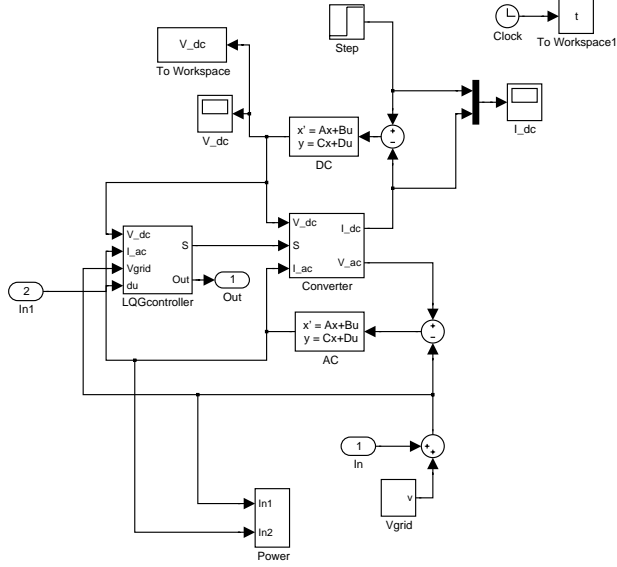 V_dc
To Workspace
Step
Clock
t
To Workspace1
V_dc
I_dc
x' = Ax+Bu
y = Cx+Du
DC
+
−
V_dc
I_ac
Vgrid
du
S
Out
LQGcontroller
V_dc
S
I_ac
I_dc
V_ac
Converter
2
In1
1
Out
x' = Ax+Bu
y = Cx+Du
AC
+
−
1
In
+
+
v
Vgrid
In1
In2
Power